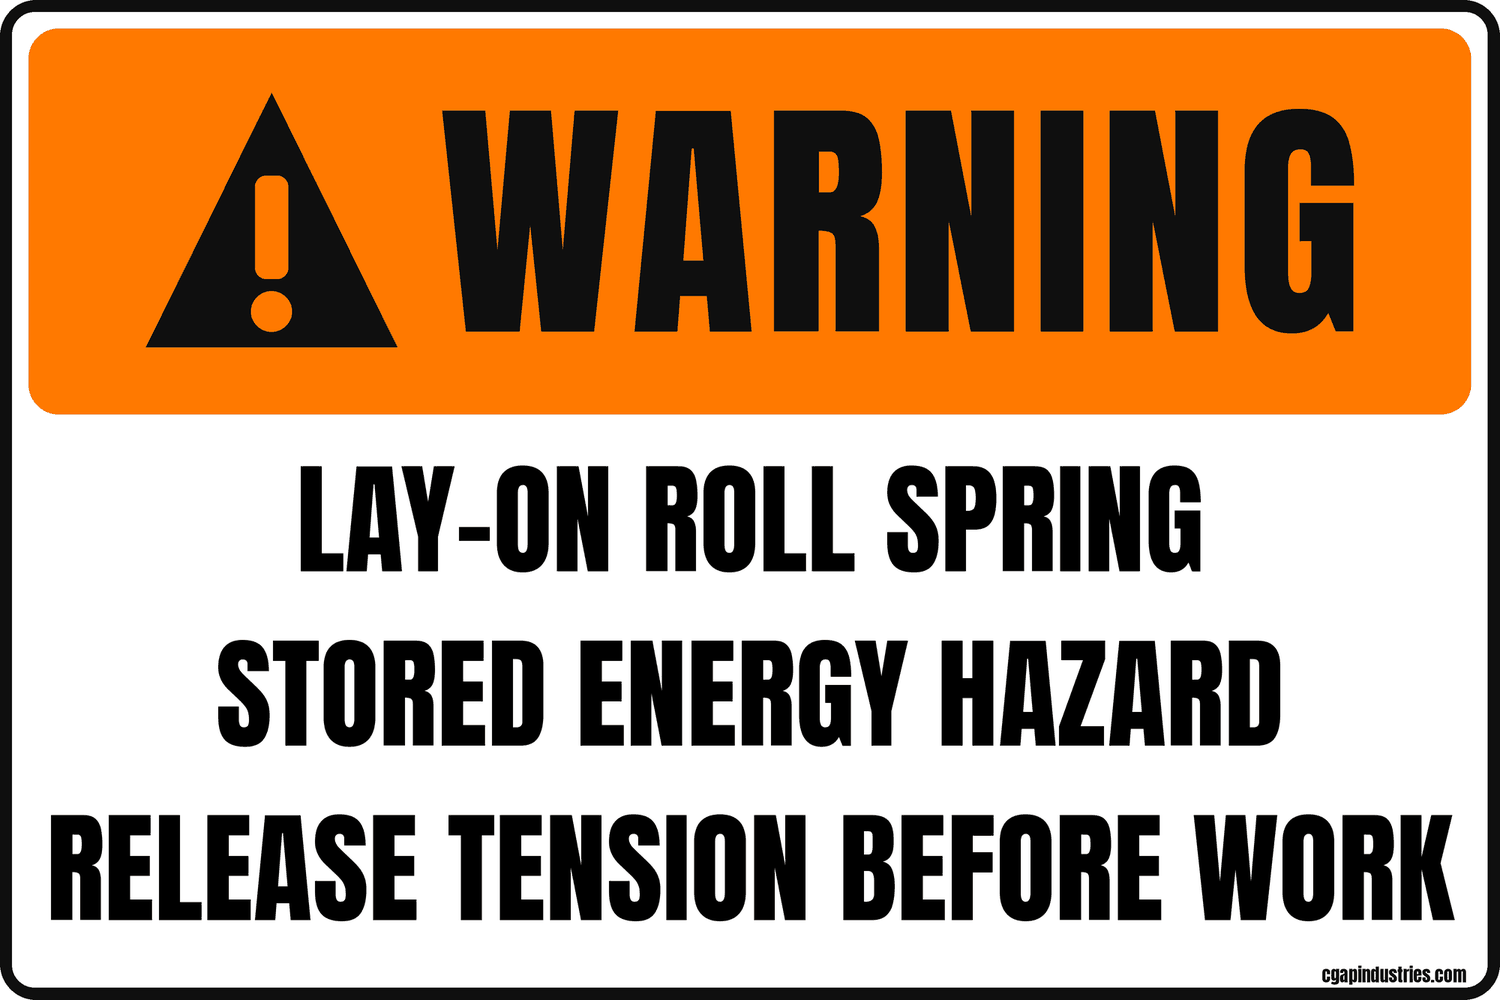 WARNING
LAY-ON ROLL SPRING
STORED ENERGY HAZARD
RELEASE TENSION BEFORE WORK
cgapindustries.com